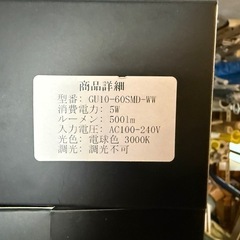 商品詳細
型番: GU10-60SMD-WW
消費電力: 5W
ルーメン: 500lm
入力電圧: AC100-240V
光色: 電球色 3000K
調光: 調光不可